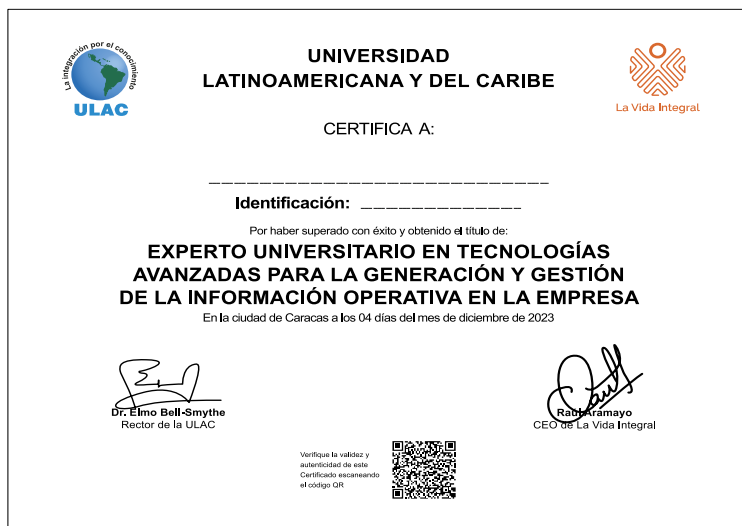 La integración por el conocimiento
ULAC
UNIVERSIDAD
LATINOAMERICANA Y DEL CARIBE
La Vida Integral
CERTIFICA A:
Identificación:
Por haber superado con éxito y obtenido el título de:
EXPERTO UNIVERSITARIO EN TECNOLOGÍAS
AVANZADAS PARA LA GENERACIÓN Y GESTIÓN
DE LA INFORMACIÓN OPERATIVA EN LA EMPRESA
En la ciudad de Caracas a los 04 días del mes de diciembre de 2023
Dr. Elmo Bell-Smythe
Rector de la ULAC
Raúl Aramayo
CEO de La Vida Integral
Verifique la validez y
autenticidad de este
Certificado escaneando
el código QR